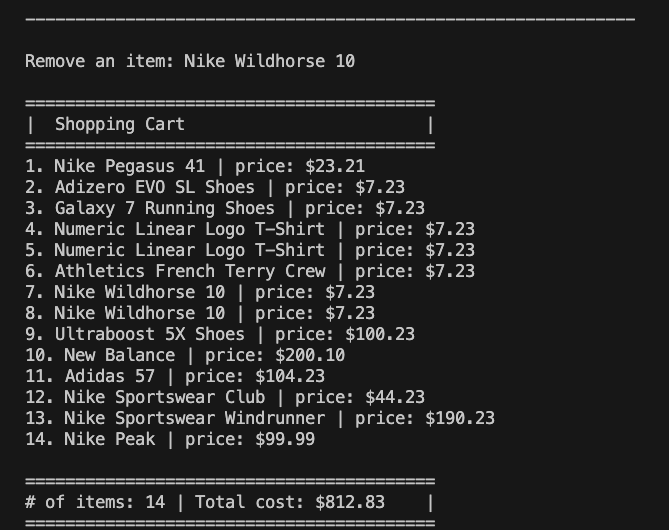 ------------------------------------------------------------
Remove an item: Nike Wildhorse 10
=========================================
|  Shopping Cart                        |
=========================================
1. Nike Pegasus 41 | price: $23.21
2. Adizero EVO SL Shoes | price: $7.23
3. Galaxy 7 Running Shoes | price: $7.23
4. Numeric Linear Logo T-Shirt | price: $7.23
5. Numeric Linear Logo T-Shirt | price: $7.23
6. Athletics French Terry Crew | price: $7.23
7. Nike Wildhorse 10 | price: $7.23
8. Nike Wildhorse 10 | price: $7.23
9. Ultraboost 5X Shoes | price: $100.23
10. New Balance | price: $200.10
11. Adidas 57 | price: $104.23
12. Nike Sportswear Club | price: $44.23
13. Nike Sportswear Windrunner | price: $190.23
14. Nike Peak | price: $99.99
=========================================
# of items: 14 | Total cost: $812.83    |
=========================================